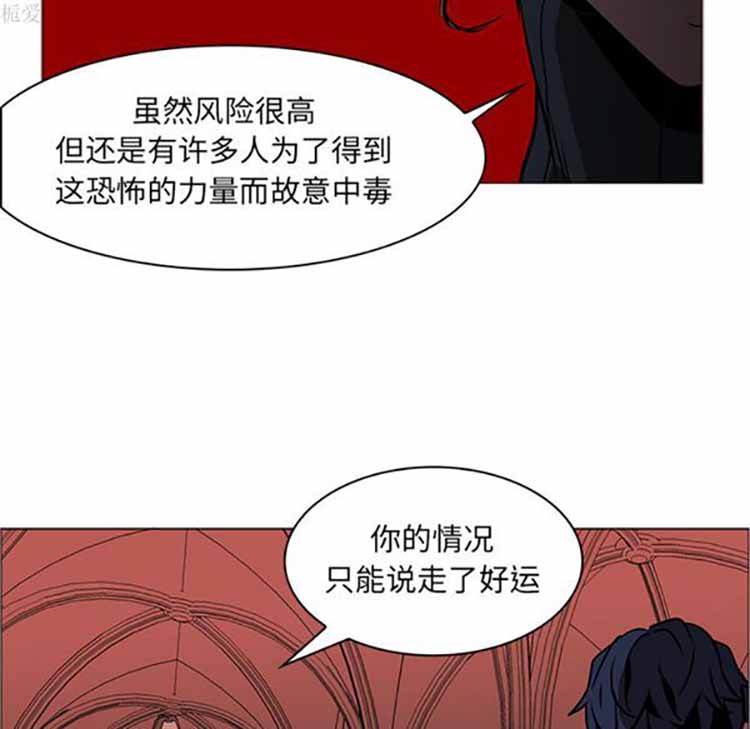 栀爱
虽然风险很高
但还是有许多人为了得到
这恐怖的力量而故意中毒
你的情况
只能说走了好运